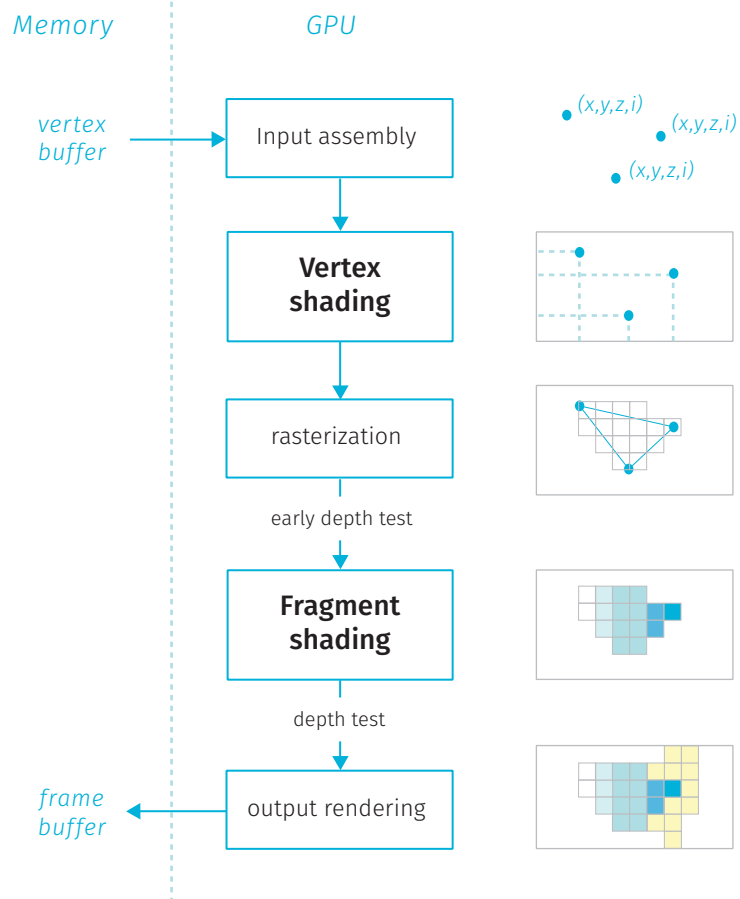 Memory
GPU
vertex
buffer
Input assembly
(x,y,z,i)
(x,y,z,i)
(x,y,z,i)
Vertex
shading
rasterization
early depth test
Fragment
shading
depth test
frame
buffer
output rendering